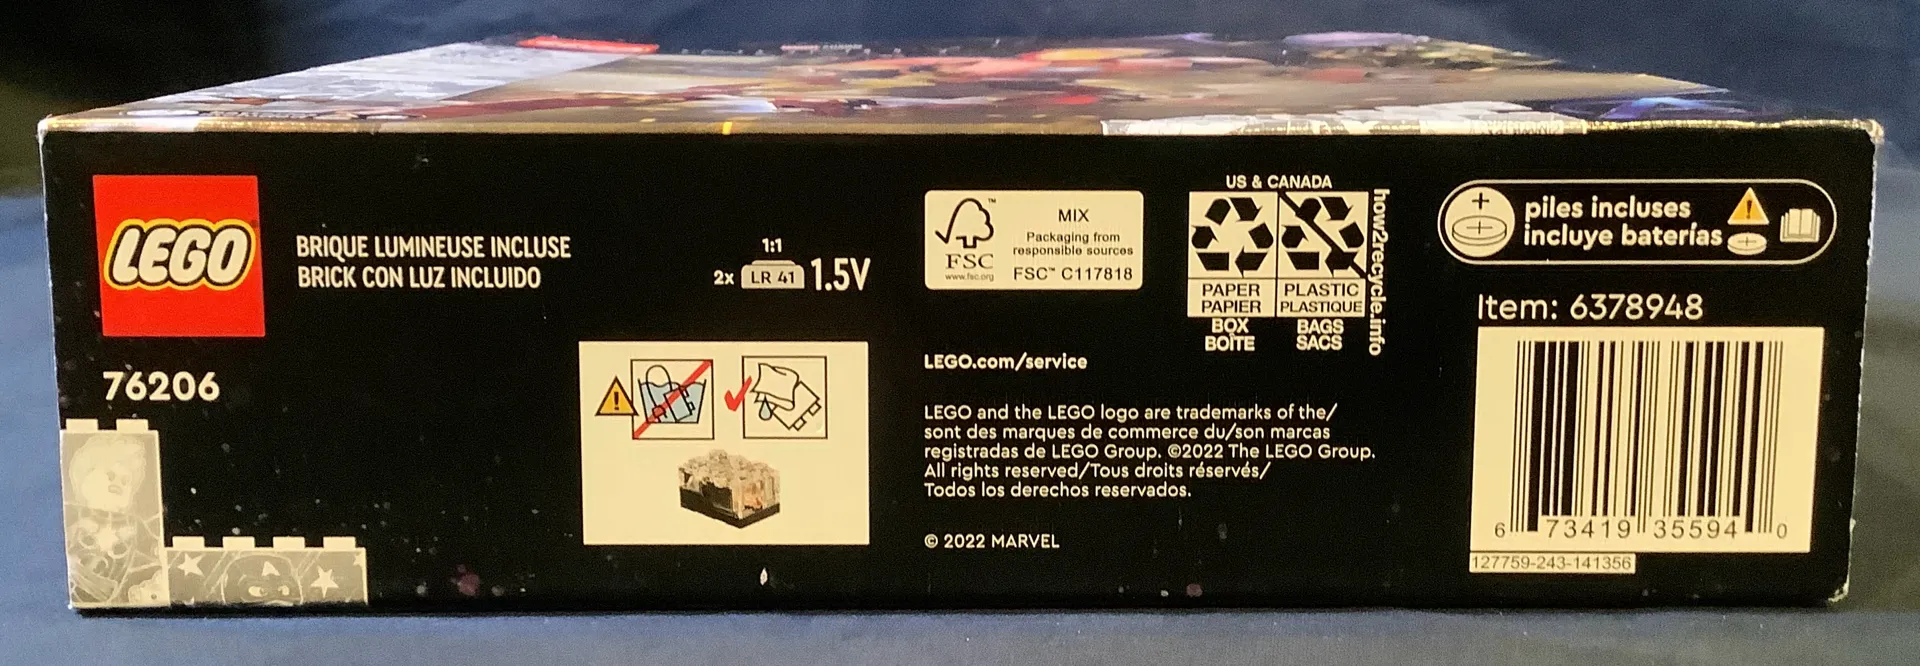 LEGO
76206
BRIQUE LUMINEUSE INCLUSE
BRICK CON LUZ INCLUIDO
1:1
2x LR 41 1.5V
FSC
www.fsc.org
MIX
Packaging from
responsible sources
FSC™ C117818
US & CANADA
PAPER
PAPIER
BOX
BOÎTE
PLASTIC
PLASTIQUE
BAGS
SACS
how2recycle.info
LEGO.com/service
LEGO and the LEGO logo are trademarks of the/
sont des marques de commerce du/son marcas
registradas de LEGO Group. ©2022 The LEGO Group.
All rights reserved/Tous droits réservés/
Todos los derechos reservados.
© 2022 MARVEL
piles incluses
incluye baterías
Item: 6378948
6 73419 35594 0
127759-243-141356